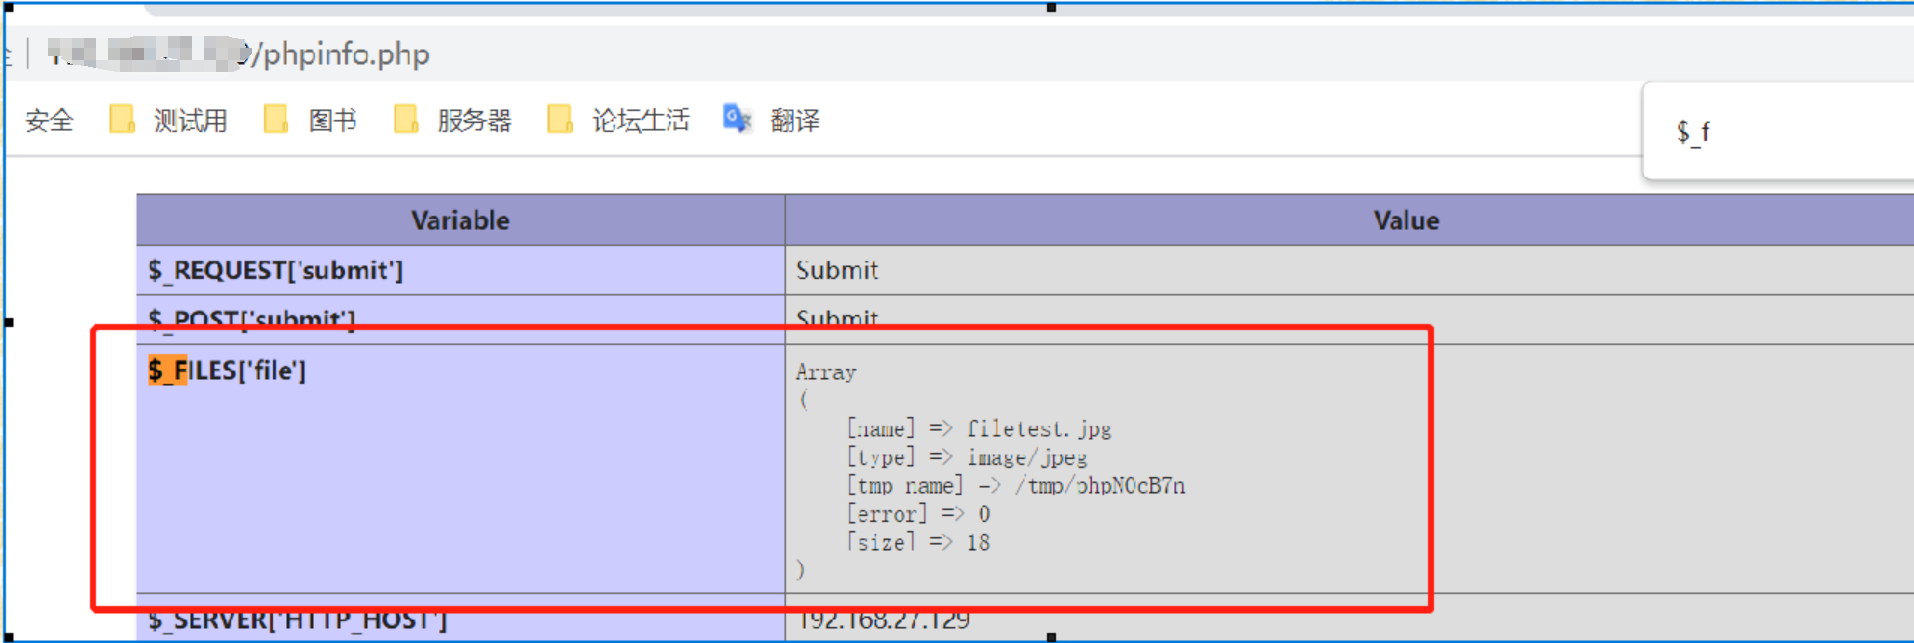 /phpinfo.php
安全 测试用 图书 服务器 论坛生活 翻译
$_f
Variable Value
$_REQUEST['submit'] Submit
$_POST['submit'] Submit
$_FILES['file'] Array
(
[name] => filetest.jpg
[type] => image/jpeg
[tmp_name] => /tmp/phpN0cB7n
[error] => 0
[size] => 18
)
$_SERVER['HTTP_HOST'] 192.168.27.129